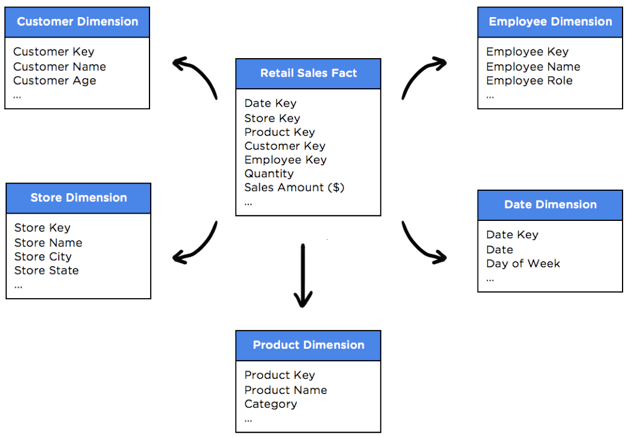 Customer Dimension
Customer Key
Customer Name
Customer Age
...
Employee Dimension
Employee Key
Employee Name
Employee Role
...
Retail Sales Fact
Date Key
Store Key
Product Key
Customer Key
Employee Key
Quantity
Sales Amount ($)
...
Store Dimension
Store Key
Store Name
Store City
Store State
...
Date Dimension
Date Key
Date
Day of Week
...
Product Dimension
Product Key
Product Name
Category
...